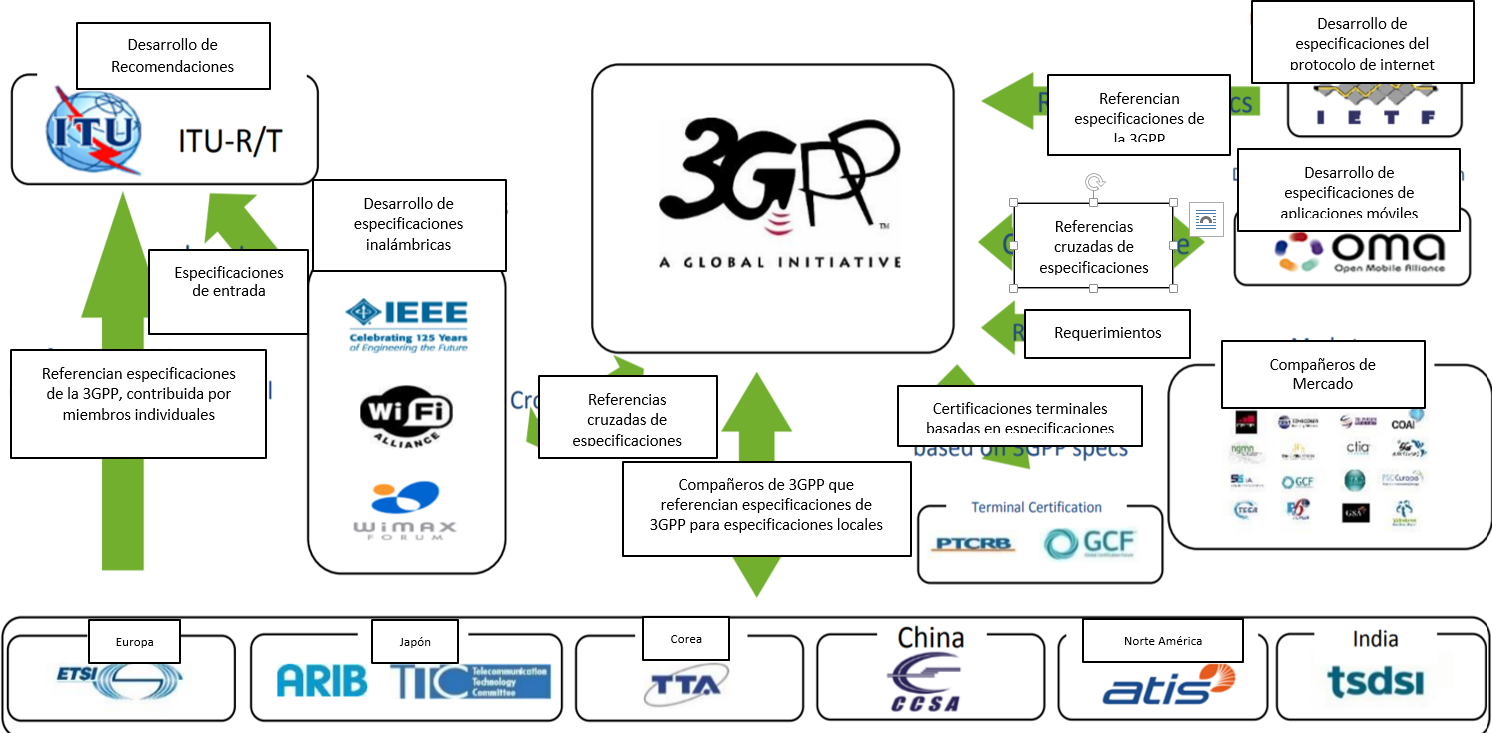 Desarrollo de
Recomendaciones
ITU
ITU-R/T
Desarrollo de
especificaciones
inalámbricas
Especificaciones
de entrada
Referencian especificaciones
de la 3GPP, contribuida por
miembros individuales
IEEE
Celebrating 125 Years
of Engineering the Future
Wi Fi
ALLIANCE
WiMAX
FORUM
3GPP
TM
A GLOBAL INITIATIVE
Referencias
cruzadas de
especificaciones
Compañeros de 3GPP que
referencian especificaciones de
3GPP para especificaciones locales
Desarrollo de
especificaciones del
protocolo de internet
I E T F
Referencian
especificaciones de
la 3GPP
Desarrollo de
especificaciones de
aplicaciones móviles
oma
Open Mobile Alliance
Referencias
cruzadas de
especificaciones
Requerimientos
Compañeros de
Mercado
COAI
ngmn
ctia
GCF
TCCA
GSA
Certificaciones terminales
basadas en especificaciones
based on 3GPP specs
Terminal Certification
PTCRB
GCF
Europa
ETSI
Japón
ARIB
TTC
Telecommunication
Technology
Committee
Corea
TTA
China
CCSA
Norte América
atis
India
tsdsi